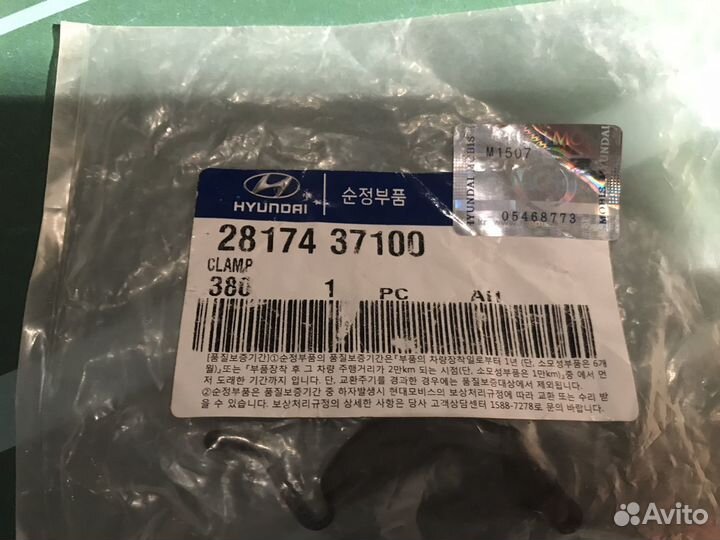 HYUNDAI
순정부품
HYUNDAI MOBIS
M1507
MO
05468773
MOBIS HYUNDAI
28174 37100
CLAMP
380 1 PC
[품질보증기간]①순정부품의 품질보증기간은「부품의 차량장착일로부터 1년 (단, 소모성부품은 6개
월)」또는「부품장착 후 그 차량 주행거리가 2만km 되는 시점(단, 소모성부품은 1만km)」중 에서 먼
저 도래한 기간까지 입니다. 단, 교환주기를 경과한 경우에는 품질보증대상에서 제외됩니다.
②순정부품은 품질보증기간 중 하자발생시 현대모비스의 보상처리규정에 따라 교환 또는 수리 받
을 수 있습니다. 보상처리규정의 상세한 사항은 당사 고객상담센터 1588-7278로 문의 바랍니다.
Avito